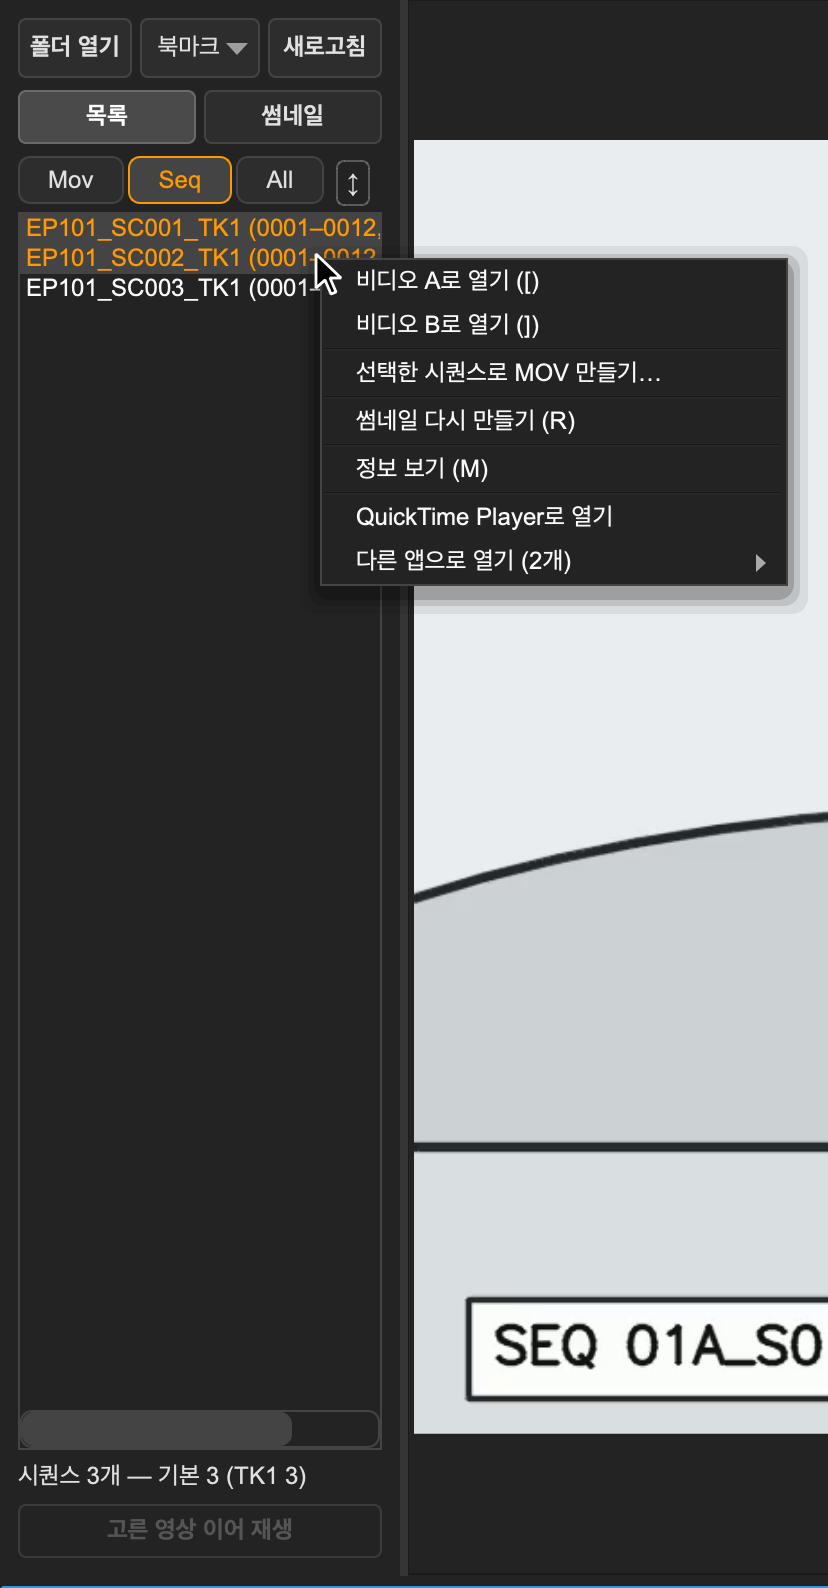 폴더 열기 북마크 새로고침
목록 썸네일
Mov Seq All
EP101_SC001_TK1 (0001–0012,
EP101_SC002_TK1 (0001–0012
EP101_SC003_TK1 (0001–
비디오 A로 열기 ([)
비디오 B로 열기 (])
선택한 시퀀스로 MOV 만들기...
썸네일 다시 만들기 (R)
정보 보기 (M)
QuickTime Player로 열기
다른 앱으로 열기 (2개)
SEQ 01A_S0
시퀀스 3개 — 기본 3 (TK1 3)
고른 영상 이어 재생